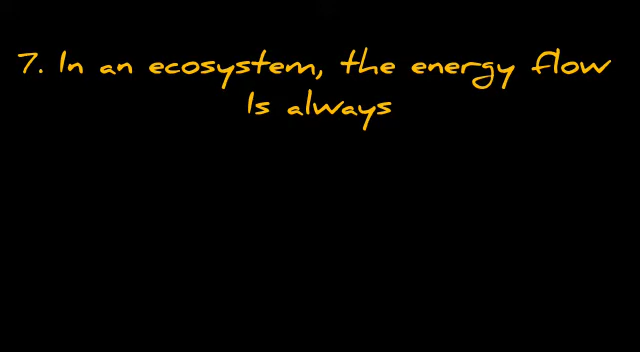 7. In an ecosystem, the energy flow
Is always